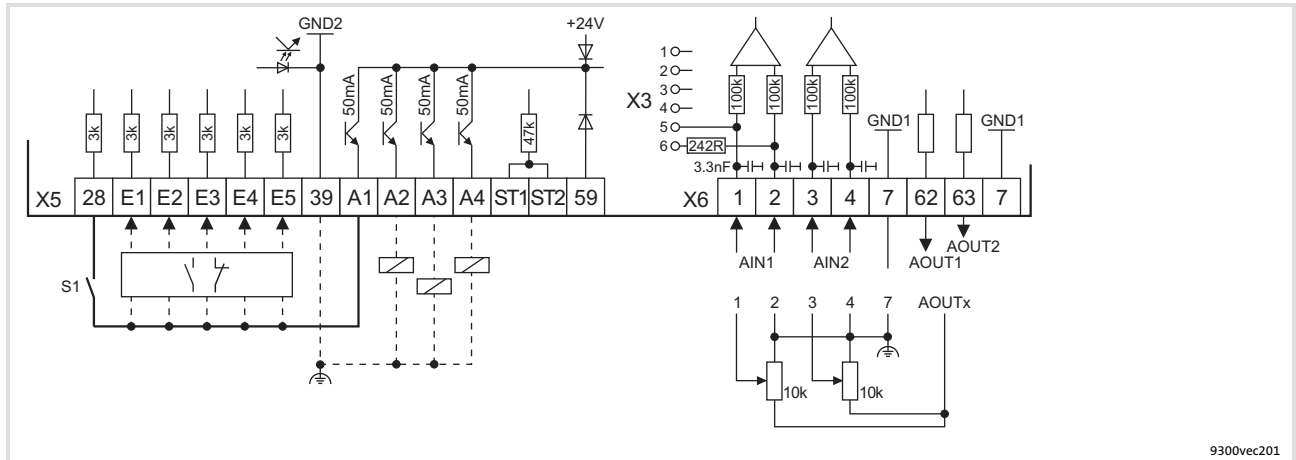 GND2
+24V
50mA 50mA 50mA 50mA
3k 3k 3k 3k 3k 3k
47k
X5 28 E1 E2 E3 E4 E5 39 A1 A2 A3 A4 ST1 ST2 59
S1
X3
1
2
3
4
5
6
242R
100k 100k 100k 100k
3.3nF
GND1 GND1
X6 1 2 3 4 7 62 63 7
AIN1 AIN2 AOUT1 AOUT2
1 2 3 4 7 AOUTx
10k 10k
9300vec201